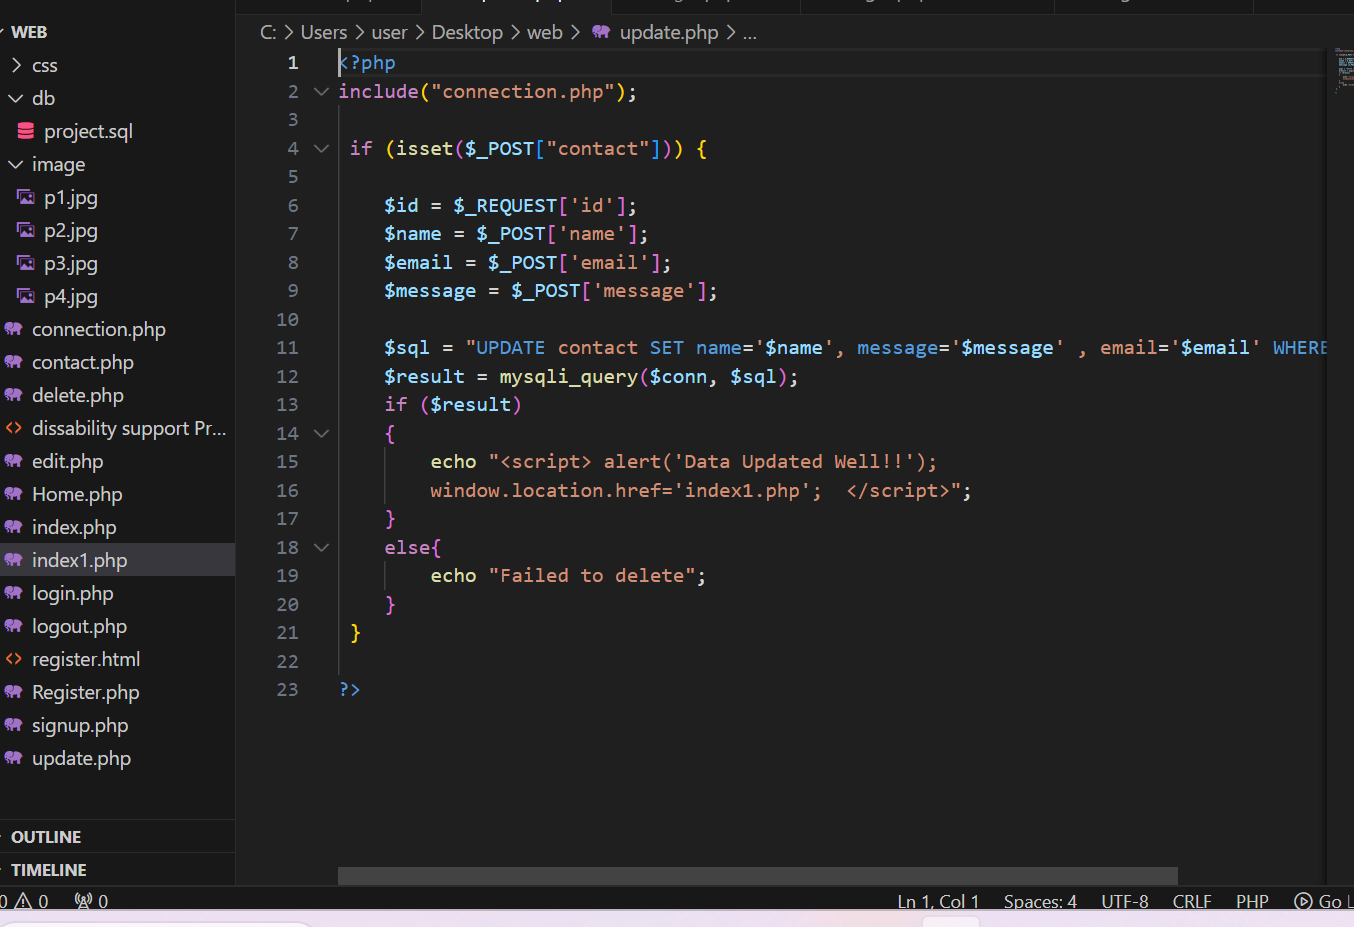 WEB
css
db
project.sql
image
p1.jpg
p2.jpg
p3.jpg
p4.jpg
connection.php
contact.php
delete.php
dissability support Pr...
edit.php
Home.php
index.php
index1.php
login.php
logout.php
register.html
Register.php
signup.php
update.php
OUTLINE
TIMELINE
C: > Users > user > Desktop > web > update.php > ...
1 <?php
2 include("connection.php");
3
4 if (isset($_POST["contact"])) {
5
6 $id = $_REQUEST['id'];
7 $name = $_POST['name'];
8 $email = $_POST['email'];
9 $message = $_POST['message'];
10
11 $sql = "UPDATE contact SET name='$name', message='$message' , email='$email' WHERE
12 $result = mysqli_query($conn, $sql);
13 if ($result)
14 {
15 echo "<script> alert('Data Updated Well!!');
16 window.location.href='index1.php';  </script>";
17 }
18 else{
19 echo "Failed to delete";
20 }
21 }
22
23 ?>
0 0 0 Ln 1, Col 1 Spaces: 4 UTF-8 CRLF PHP Go